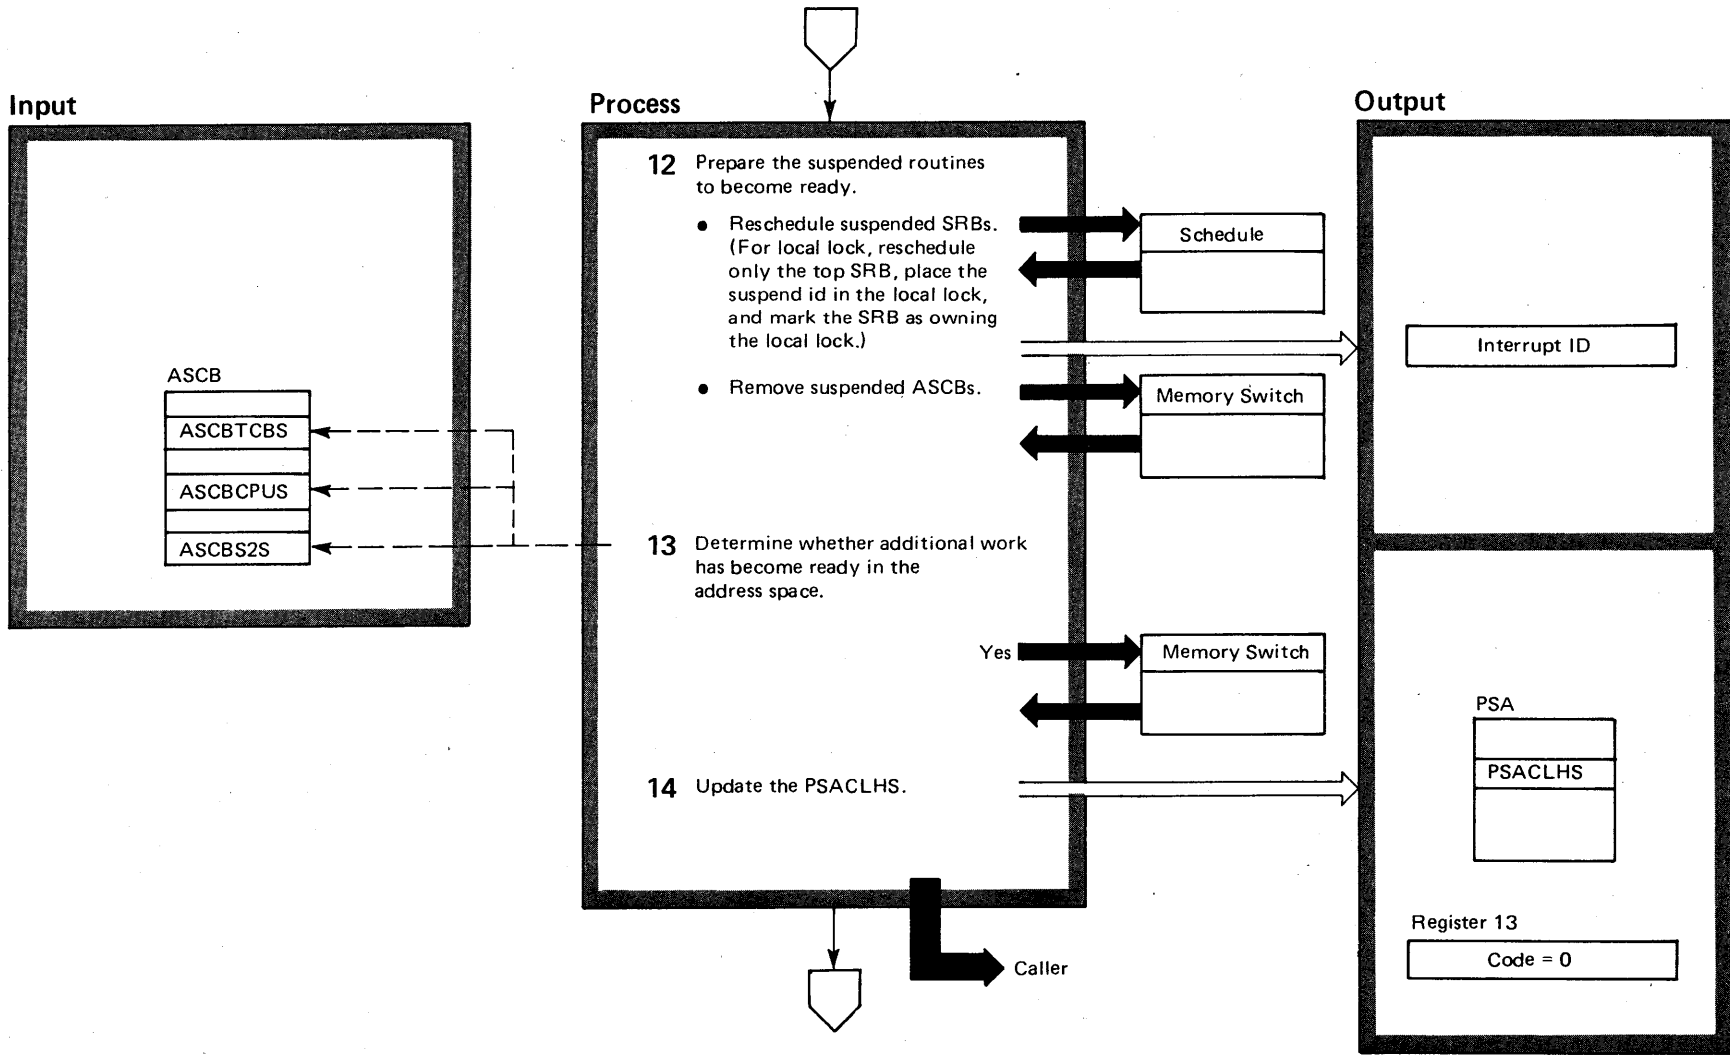 Input
Process
Output
12 Prepare the suspended routines
to become ready.
• Reschedule suspended SRBs.
(For local lock, reschedule
only the top SRB, place the
suspend id in the local lock,
and mark the SRB as owning
the local lock.)
Schedule
Interrupt ID
• Remove suspended ASCBs.
Memory Switch
ASCB
ASCBTCBS
ASCBCPUS
ASCBS2S
13 Determine whether additional work
has become ready in the
address space.
Yes
Memory Switch
14 Update the PSACLHS.
PSA
PSACLHS
Register 13
Code = 0
Caller